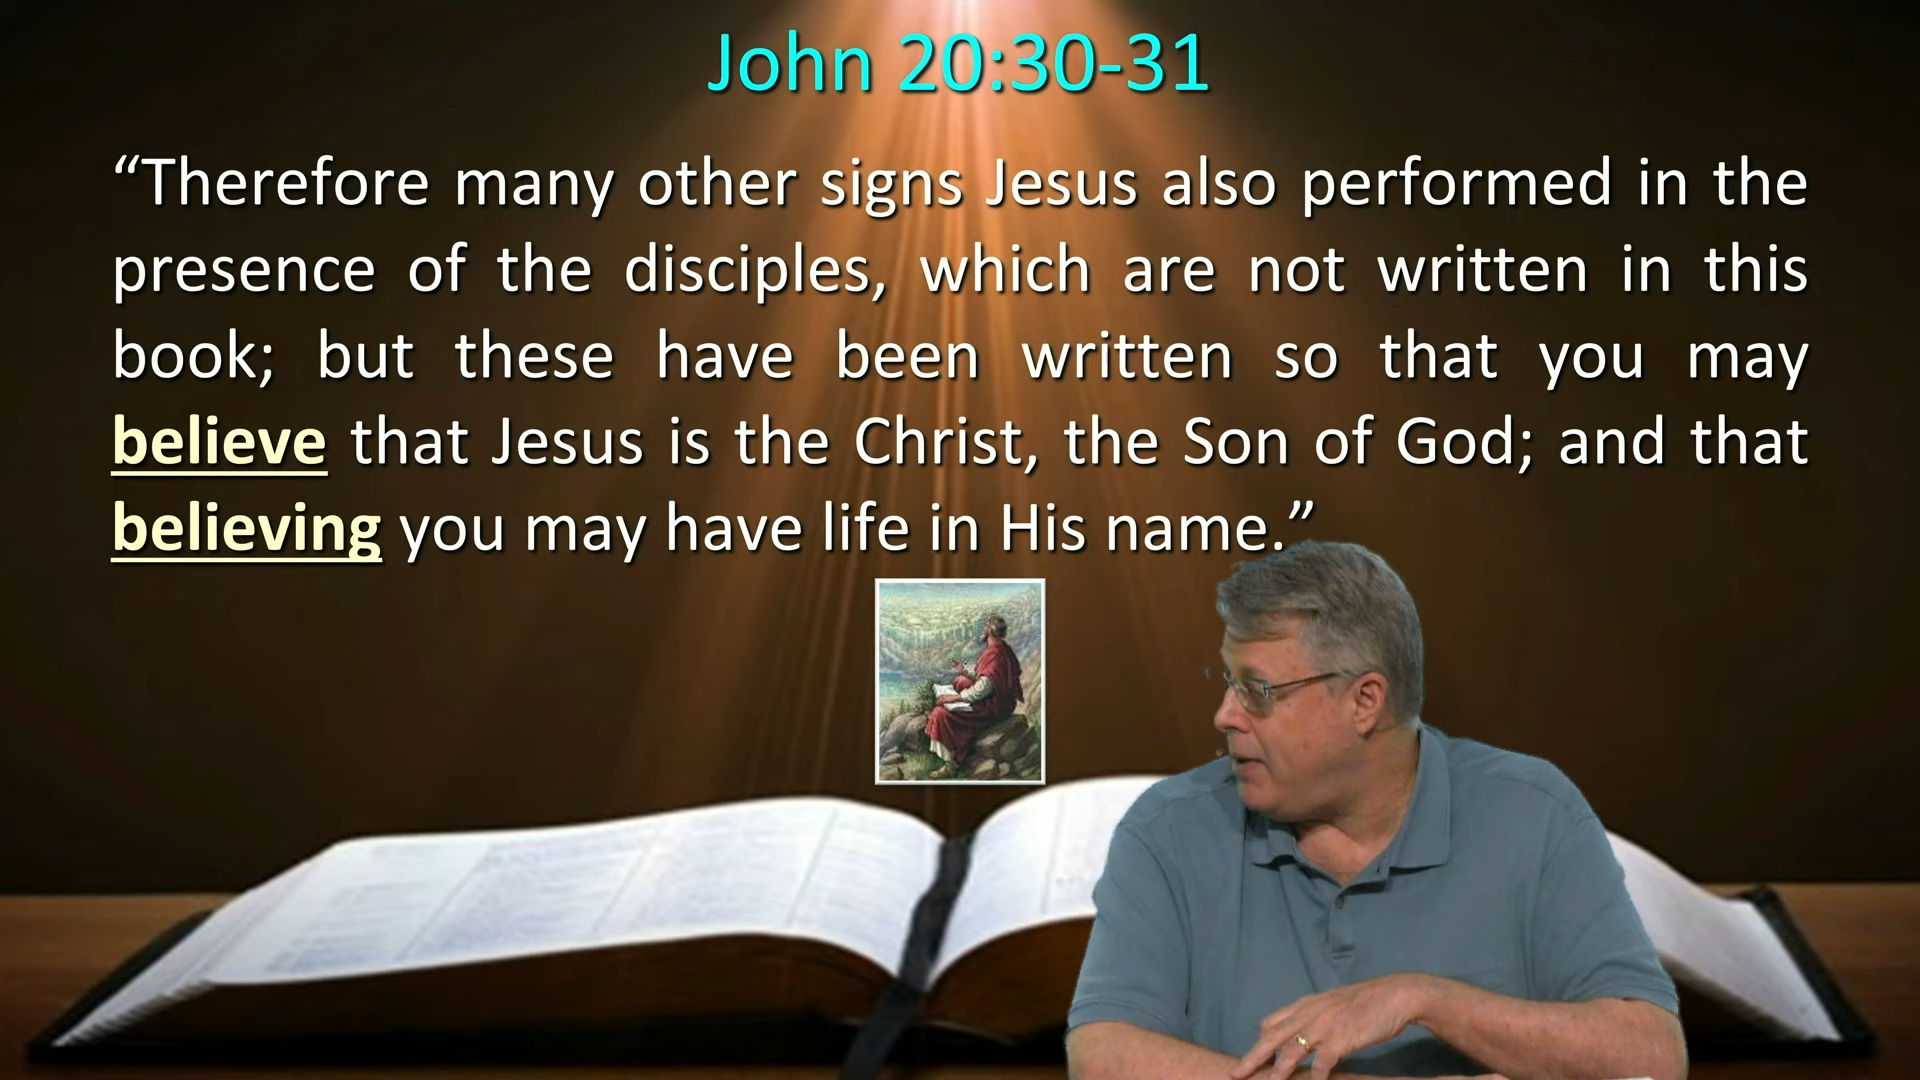 John 20:30-31
“Therefore many other signs Jesus also performed in the
presence of the disciples, which are not written in this
book; but these have been written so that you may
believe that Jesus is the Christ, the Son of God; and that
believing you may have life in His name.”